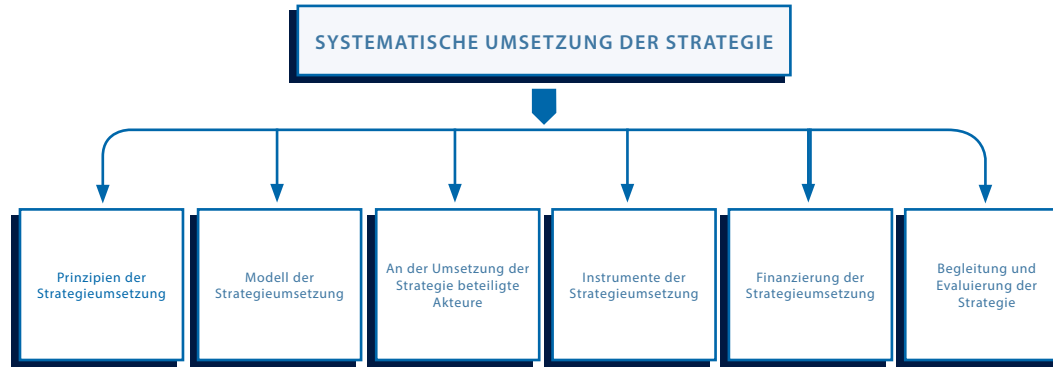 SYSTEMATISCHE UMSETZUNG DER STRATEGIE
Prinzipien der
Strategieumsetzung
Modell der
Strategieumsetzung
An der Umsetzung der
Strategie beteiligte
Akteure
Instrumente der
Strategieumsetzung
Finanzierung der
Strategieumsetzung
Begleitung und
Evaluierung der
Strategie